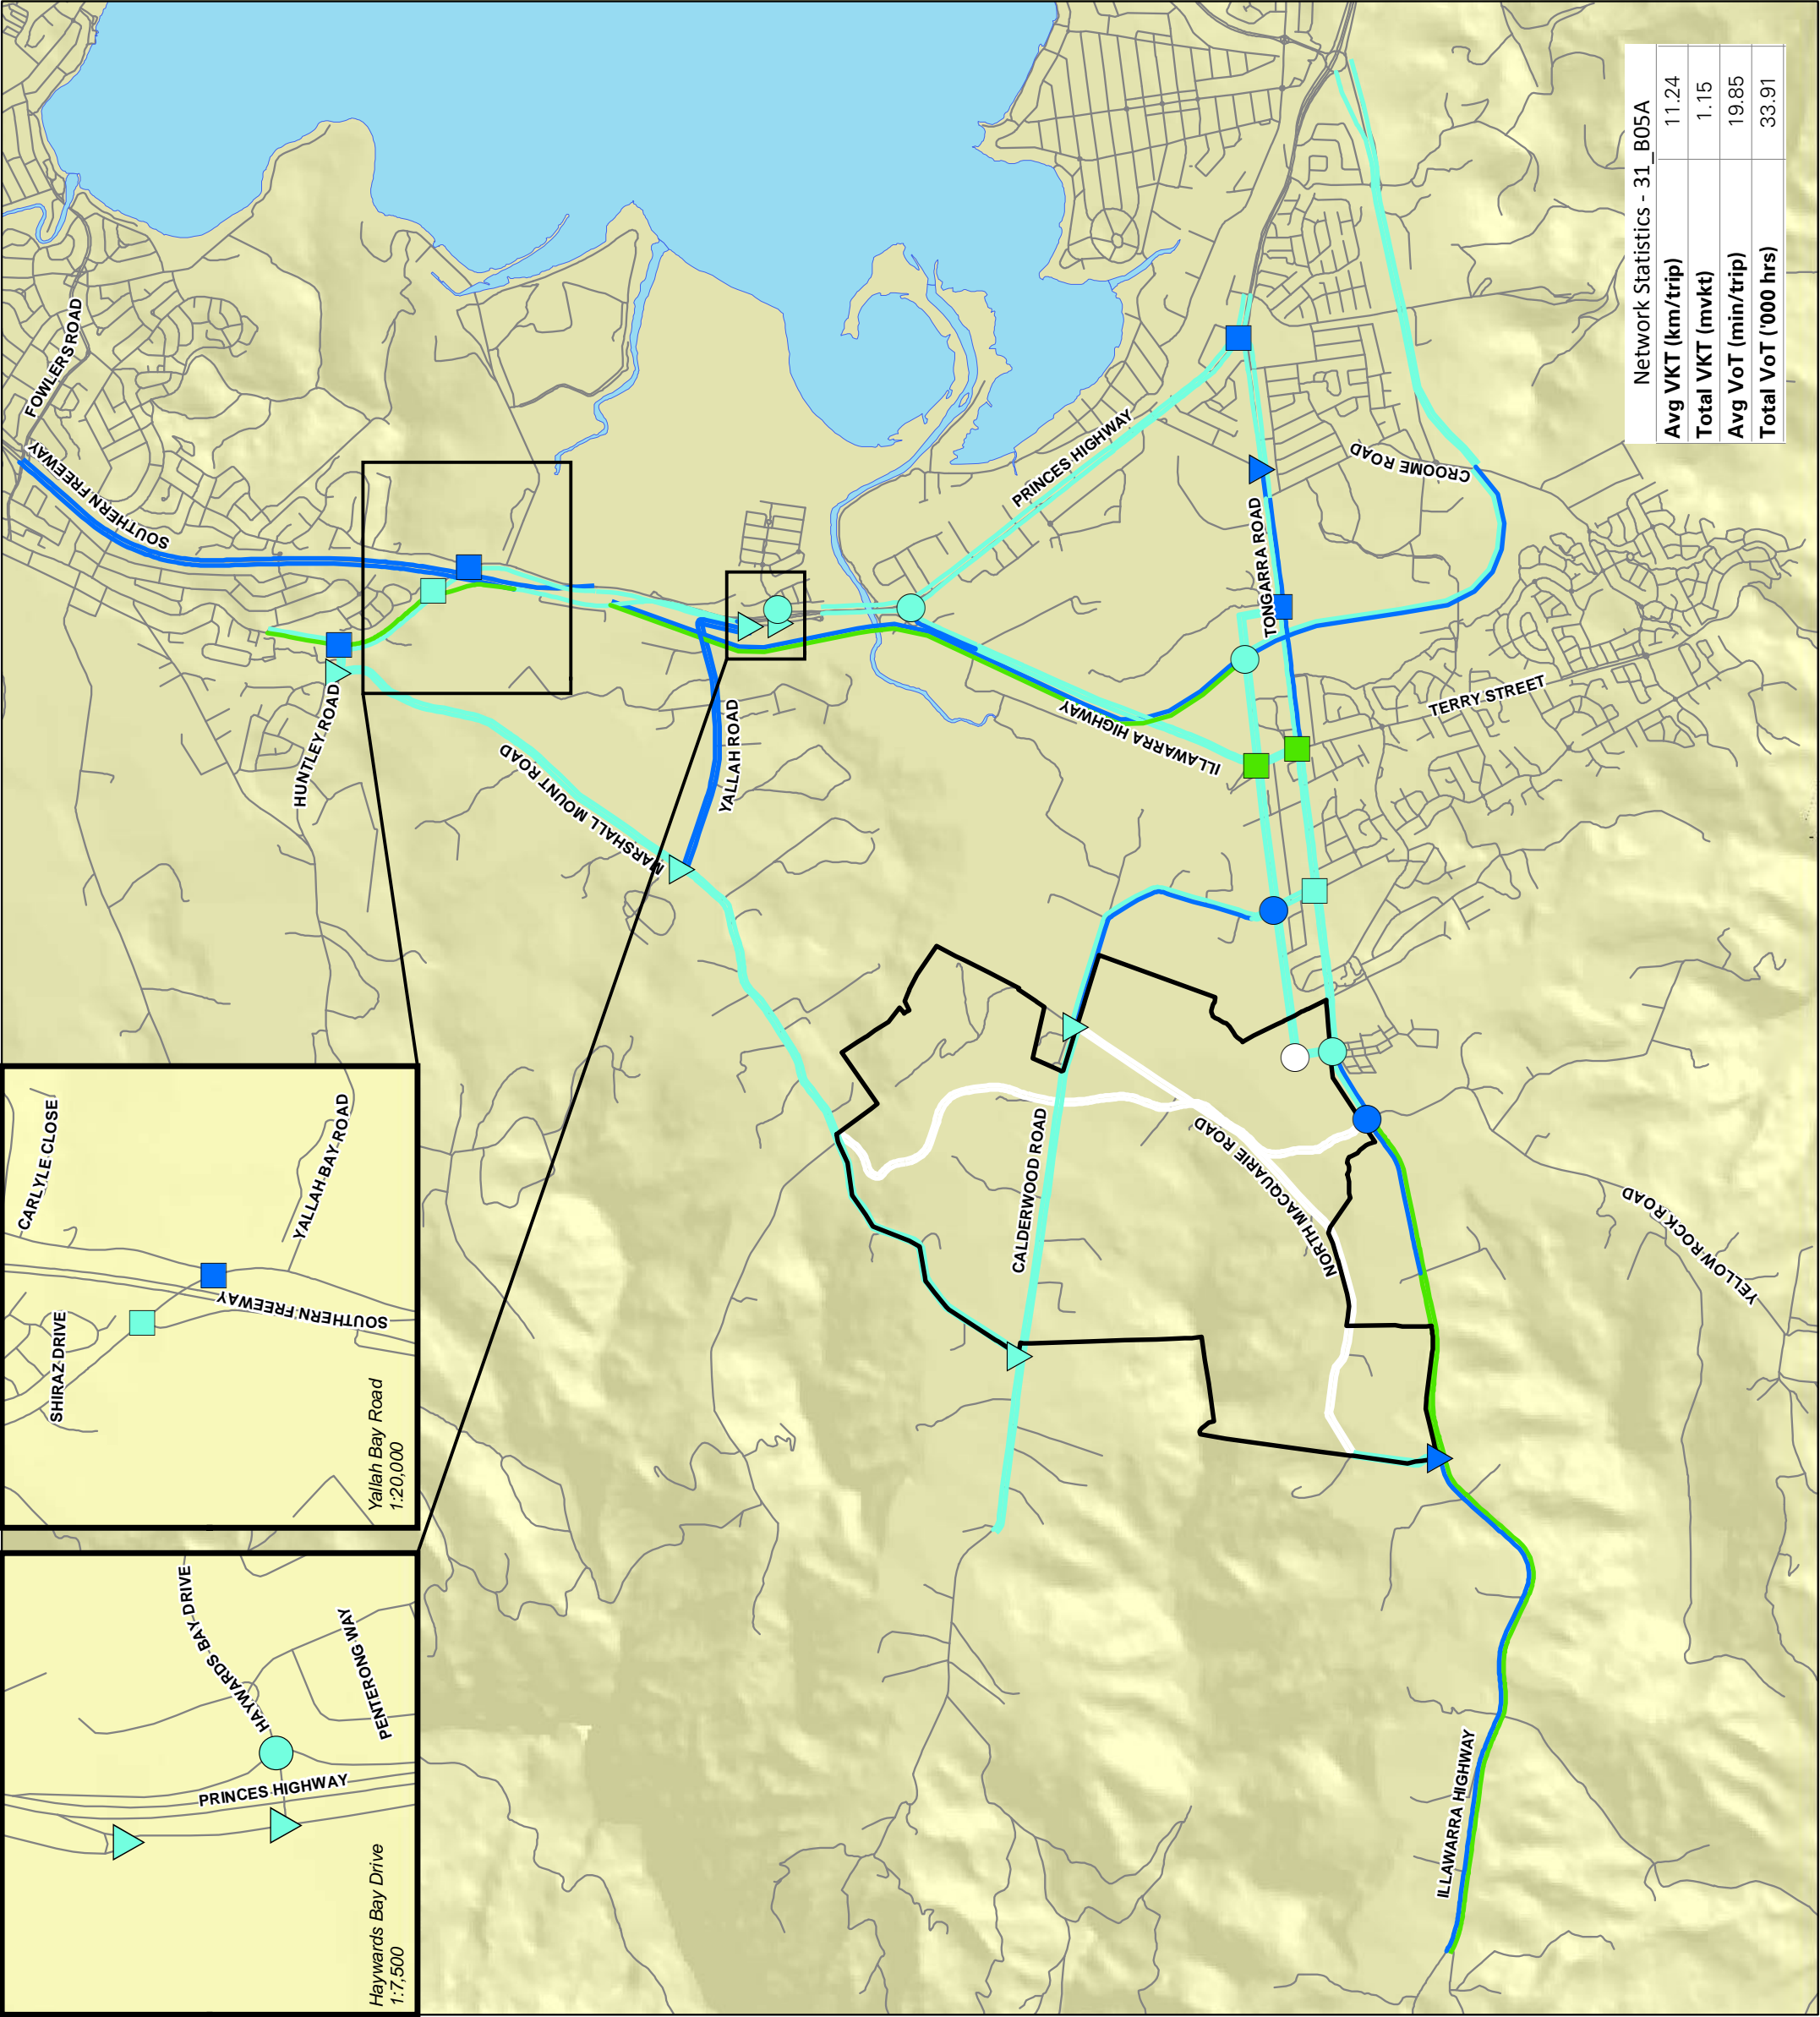 FOWLERS ROAD
SOUTHERN FREEWAY
HUNTLEY ROAD
MARSHALL MOUNT ROAD
YALLAH ROAD
PRINCES HIGHWAY
ILLAWARRA HIGHWAY
TONGARRA ROAD
CROOME ROAD
TERRY STREET
CALDERWOOD ROAD
NORTH MACQUARIE ROAD
YELLOW ROCK ROAD
ILLAWARRA HIGHWAY
CARLYLE CLOSE
YALLAH BAY ROAD
SHIRAZ DRIVE
SOUTHERN FREEWAY
Yallah Bay Road
1:20,000
HAYWARDS BAY DRIVE
PENTERONG WAY
PRINCES HIGHWAY
Haywards Bay Drive
1:7,500
Network Statistics - 31_B05A
Avg VKT (km/trip) 11.24
Total VKT (mvkt) 1.15
Avg VoT (min/trip) 19.85
Total VoT ('000 hrs) 33.91